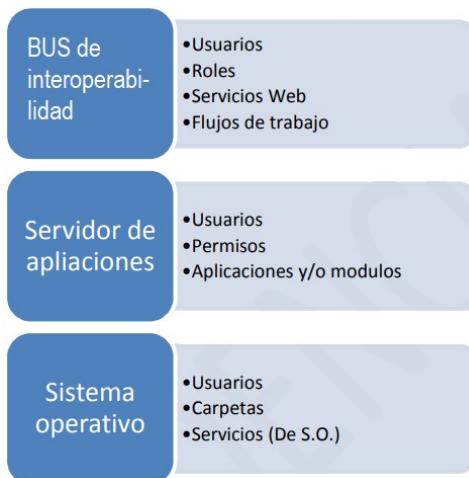 BUS de
interoperabi-
lidad
•Usuarios
•Roles
•Servicios Web
•Flujos de trabajo
Servidor de
apliaciones
•Usuarios
•Permisos
•Aplicaciones y/o modulos
Sistema
operativo
•Usuarios
•Carpetas
•Servicios (De S.O.)